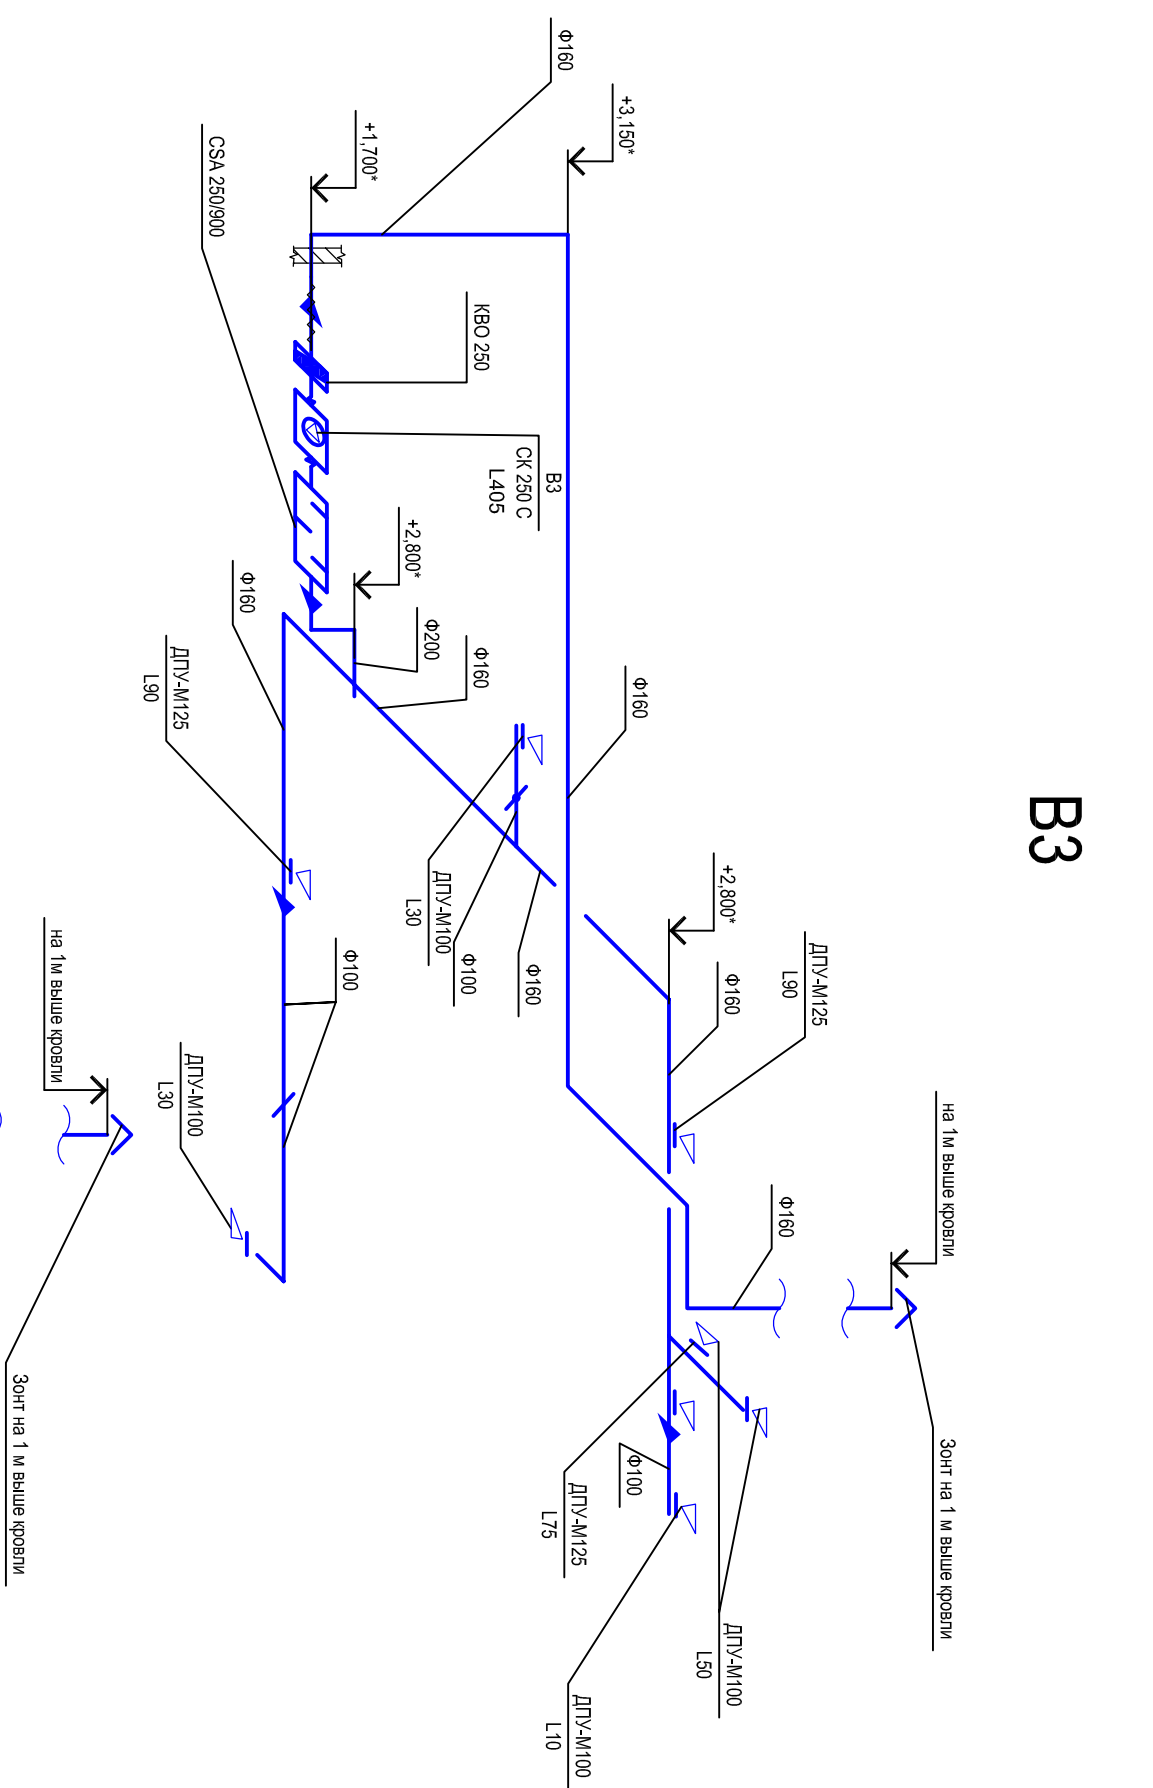 В3
Зонт на 1 м выше кровли
на 1м выше кровли
ДПУ-М125
L90
Ф160
+2,800*
Ф160
ДПУ-М100
L50
Ф160
+3,150*
Ф100
ДПУ-М125
L75
ДПУ-М100
L10
Ф160
В3
СК 250 С
L405
Ф160
КВО 250
Ф160
Ф100
ДПУ-М100
L30
Ф200
+2,800*
+1,700*
Ф100
Ф160
CSA 250/900
ДПУ-М125
L90
ДПУ-М100
L30
на 1м выше кровли
Зонт на 1 м выше кровли